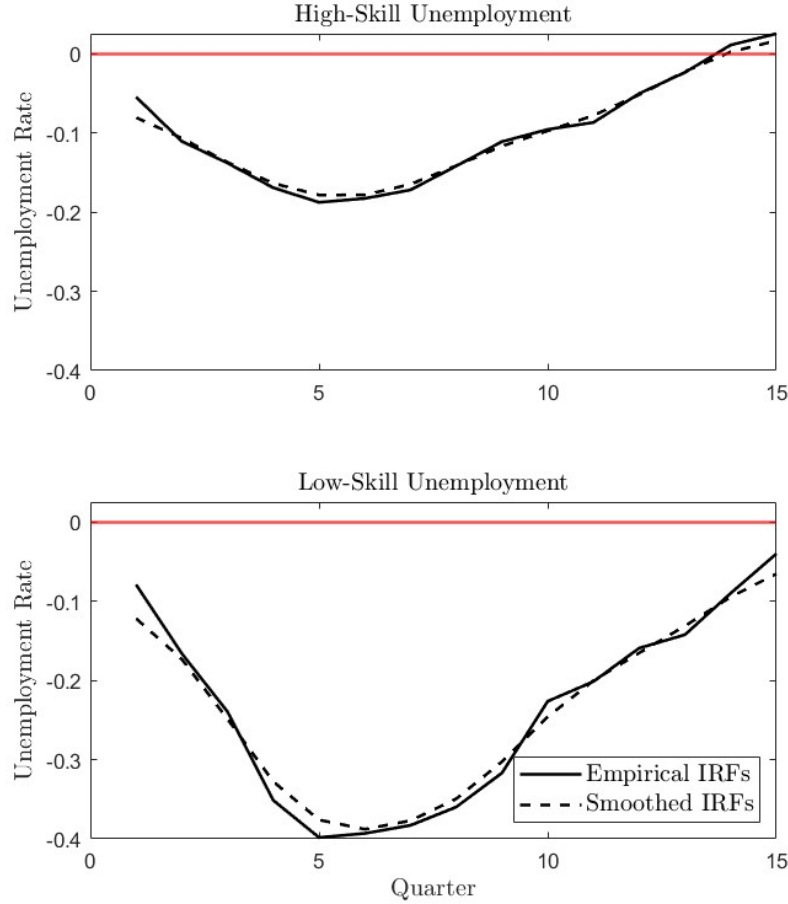 High-Skill Unemployment
Unemployment Rate
0
-0.1
-0.2
-0.3
-0.4
0
5
10
15
Low-Skill Unemployment
Unemployment Rate
0
-0.1
-0.2
-0.3
-0.4
0
5
10
15
Empirical IRFs
Smoothed IRFs
Quarter